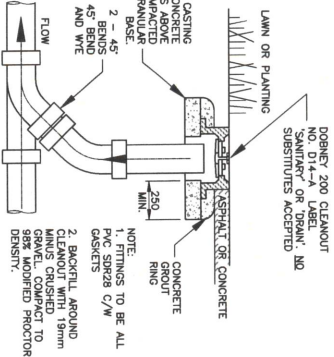 DOBNEY 200 CLEANOUT
NO. D14-A LABEL
'SANITARY' OR 'DRAIN'. NO
SUBSTITUTES ACCEPTED
LAWN OR PLANTING
ASPHALT OR CONCRETE
CASTING
CONCRETE
S ABOVE
MPACTED
RANULAR
BASE.
250
MIN.
CONCRETE
GROUT
RING
2 - 45°
BENDS
45° BEND
AND WYE
FLOW
NOTE:
1. FITTINGS TO BE ALL
PVC SDR28 C/W
GASKETS
2. BACKFILL AROUND
CLEANOUT WITH 19mm
MINUS CRUSHED
GRAVEL COMPACT TO
98% MODIFIED PROCTOR
DENSITY.